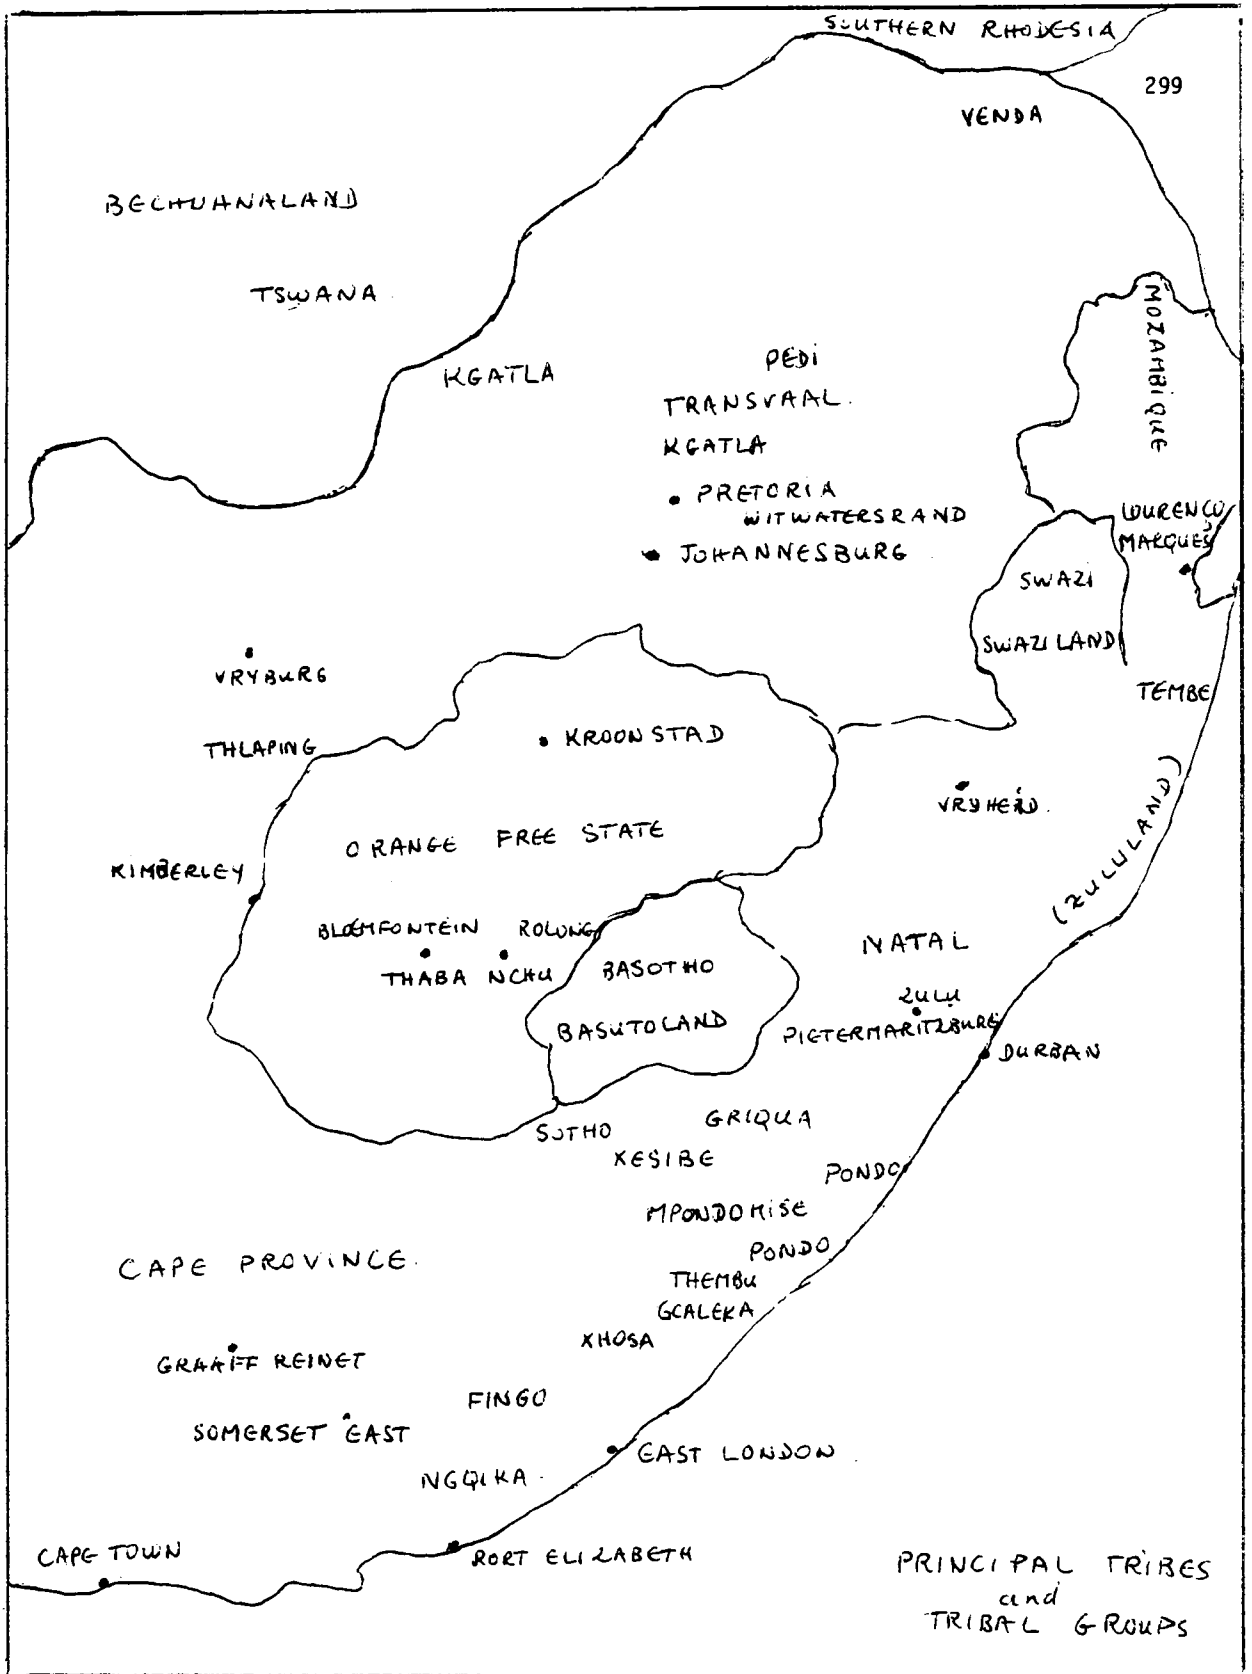 SOUTHERN RHODESIA
299
VENDA
BECHUANALAND
TSWANA
MOZAMBIQUE
PEDI
KGATLA
TRANSVAAL.
KGATLA
PRETORIA
WITWATERSRAND
LOURENÇO
MARQUES
JOHANNESBURG
SWAZI
SWAZILAND
VRYBURG
TEMBE
KROONSTAD
THLAPING
(ZULULAND)
VRYHEID.
ORANGE FREE STATE
KIMBERLEY
BLOEMFONTEIN
ROLONG
NATAL
THABA NCHU
BASOTHO
ZULU
BASUTOLAND
PIETERMARITZBURG
DURBAN
GRIQUA
SOTHO
XESIBE
PONDO
MPONDOMISE
PONDO
CAPE PROVINCE.
THEMBU
GCALEKA
XHOSA
GRAAFF REINET
FINGO
SOMERSET EAST
EAST LONDON
NGQIKA
CAPE TOWN
PORT ELIZABETH
PRINCIPAL TRIBES
and
TRIBAL GROUPS